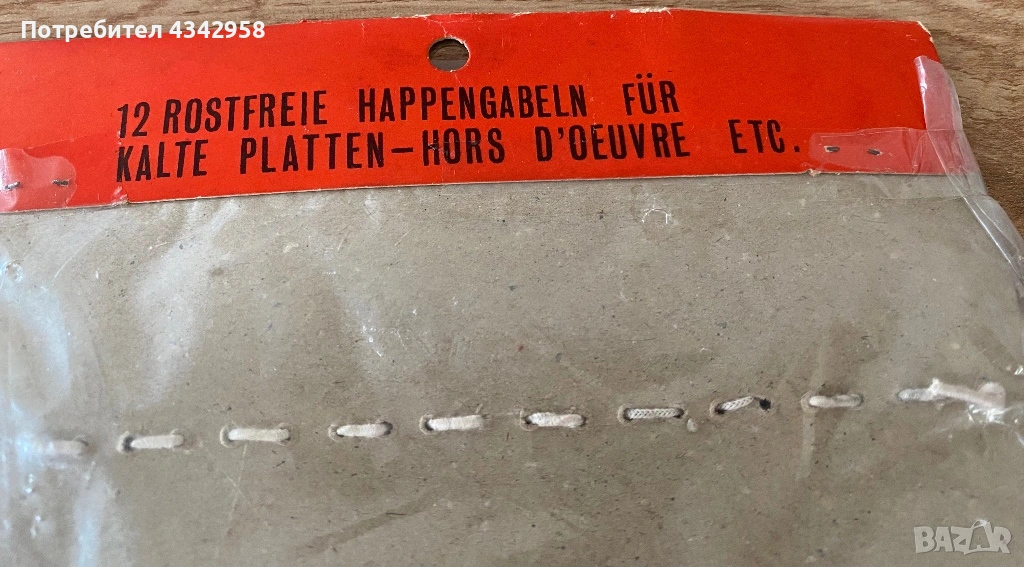 Потребител 4342958
12 ROSTFREIE HAPPENGABELN FÜR
KALTE PLATTEN–HORS D'OEUVRE ETC.
BAZAR